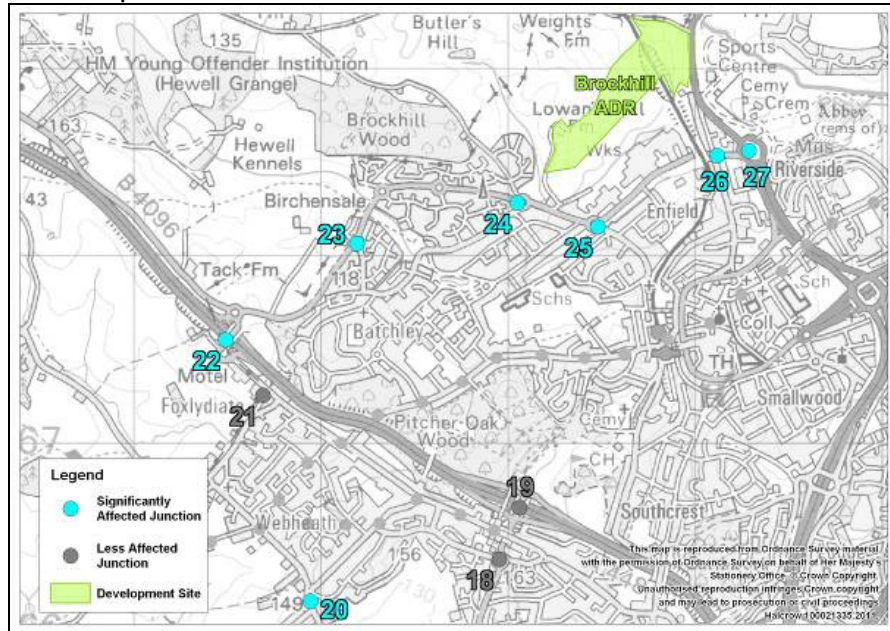 135
Butler's
Hill
Weights
Fm
HM Young Offender Institution
(Hewell Grange)
Sports
Centre
Brockhill
ADR
Cemy
Crem
Abbey
(rems of)
163
Brockhill
Wood
Wks
Mus
Riverside
Hewell
Kennels
26
27
43
B 4096
Birchensale
24
Enfield
23
25
Tack Fm
118
Schs
Sch
Batchley
Coll
22
TH
Motel
Foxlydiate
21
Smallwood
Pitcher-Oak
Wood
Cemy
67
CH
Legend
Significantly
Affected Junction
19
Southcrest
Webheath
Less Affected
Junction
156
18
163
Development Site
149
20
This map is reproduced from Ordnance Survey material
with the permission of Ordnance Survey on behalf of Her Majesty's
Stationery Office. © Crown Copyright.
Unauthorised reproduction infringes Crown copyright
and may lead to prosecution or civil proceedings.
Halcrow 100021335.2011.